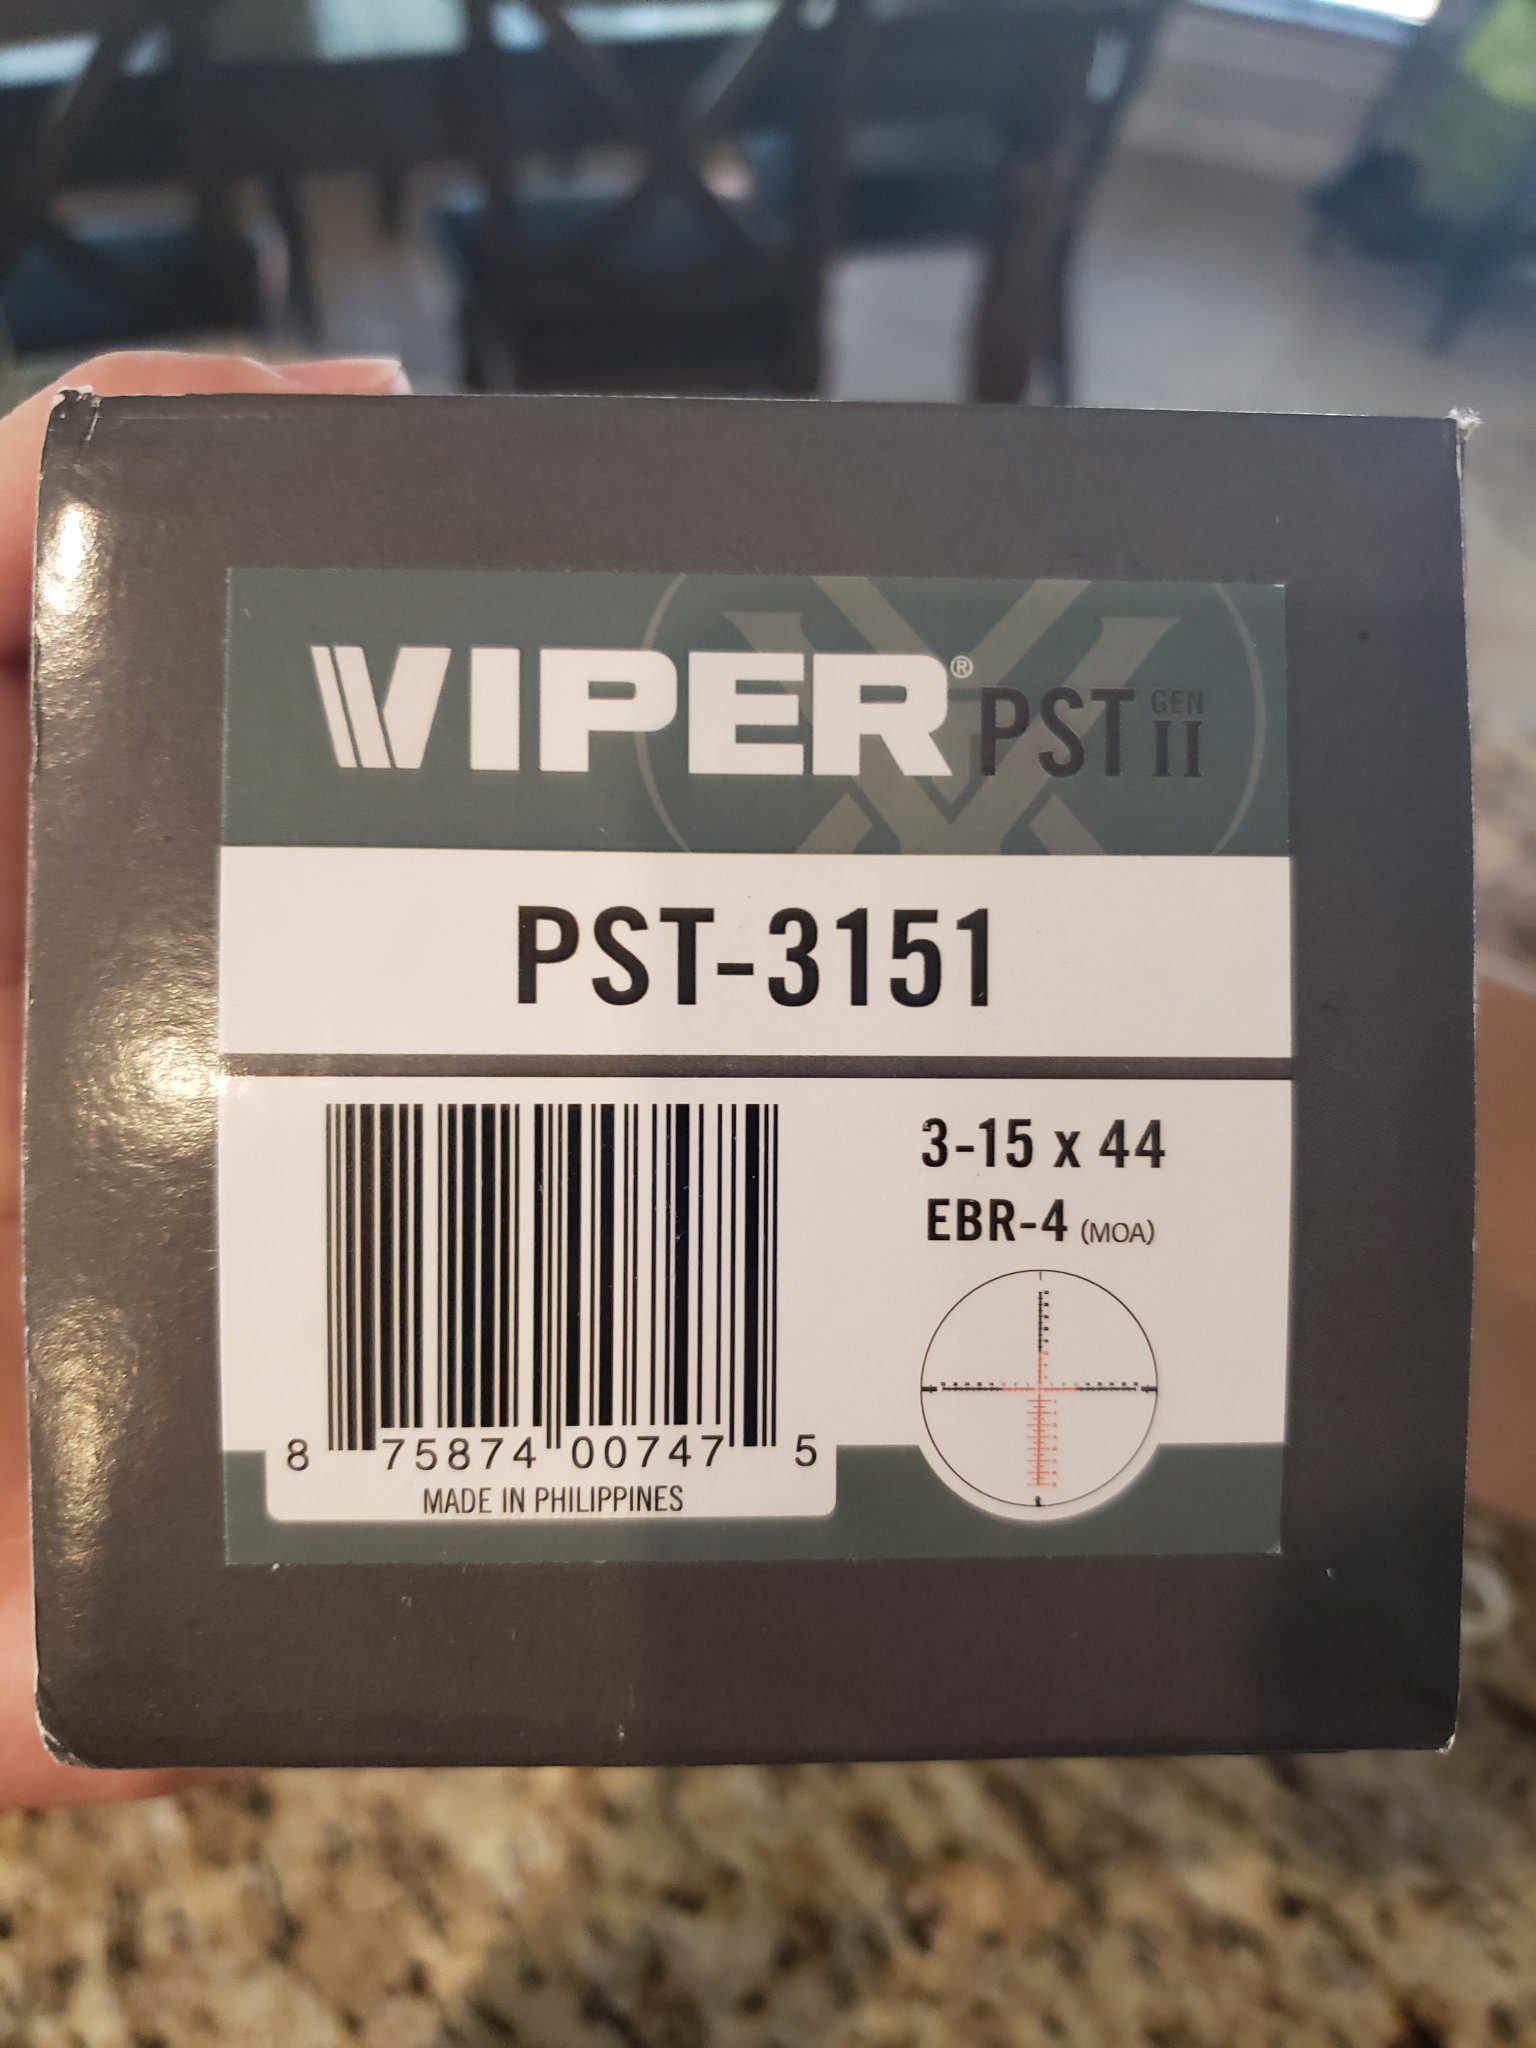 VIPER® PST GEN II
PST-3151
3-15 x 44
EBR-4 (MOA)
8 75874 00747 5
MADE IN PHILIPPINES